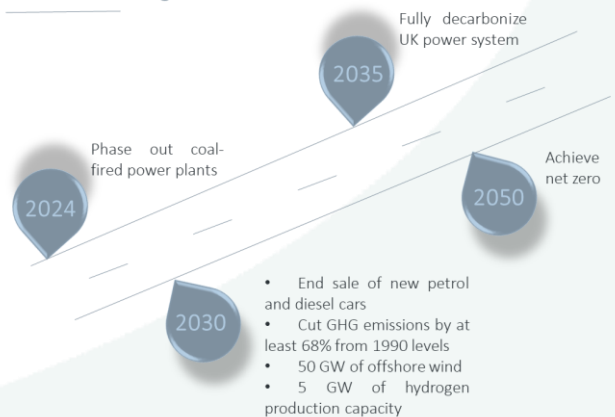 Fully decarbonize
UK power system
2035
Phase out coal-
fired power plants
2024
Achieve
net zero
2050
2030
• End sale of new petrol
and diesel cars
• Cut GHG emissions by at
least 68% from 1990 levels
• 50 GW of offshore wind
• 5 GW of hydrogen
production capacity